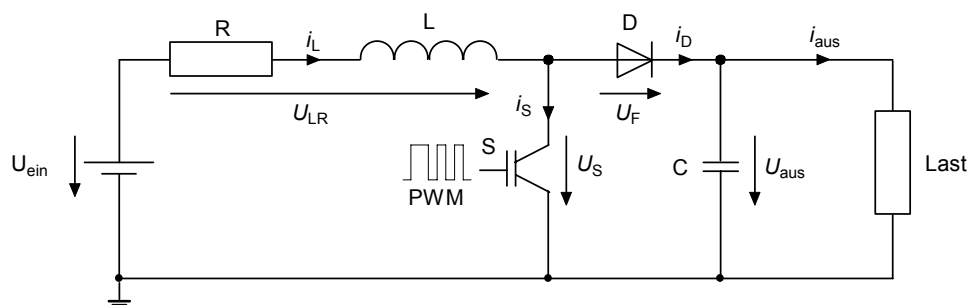 R
i_L
L
D
i_D
i_aus
U_LR
i_S
U_F
U_ein
S
PWM
U_S
C
U_aus
Last